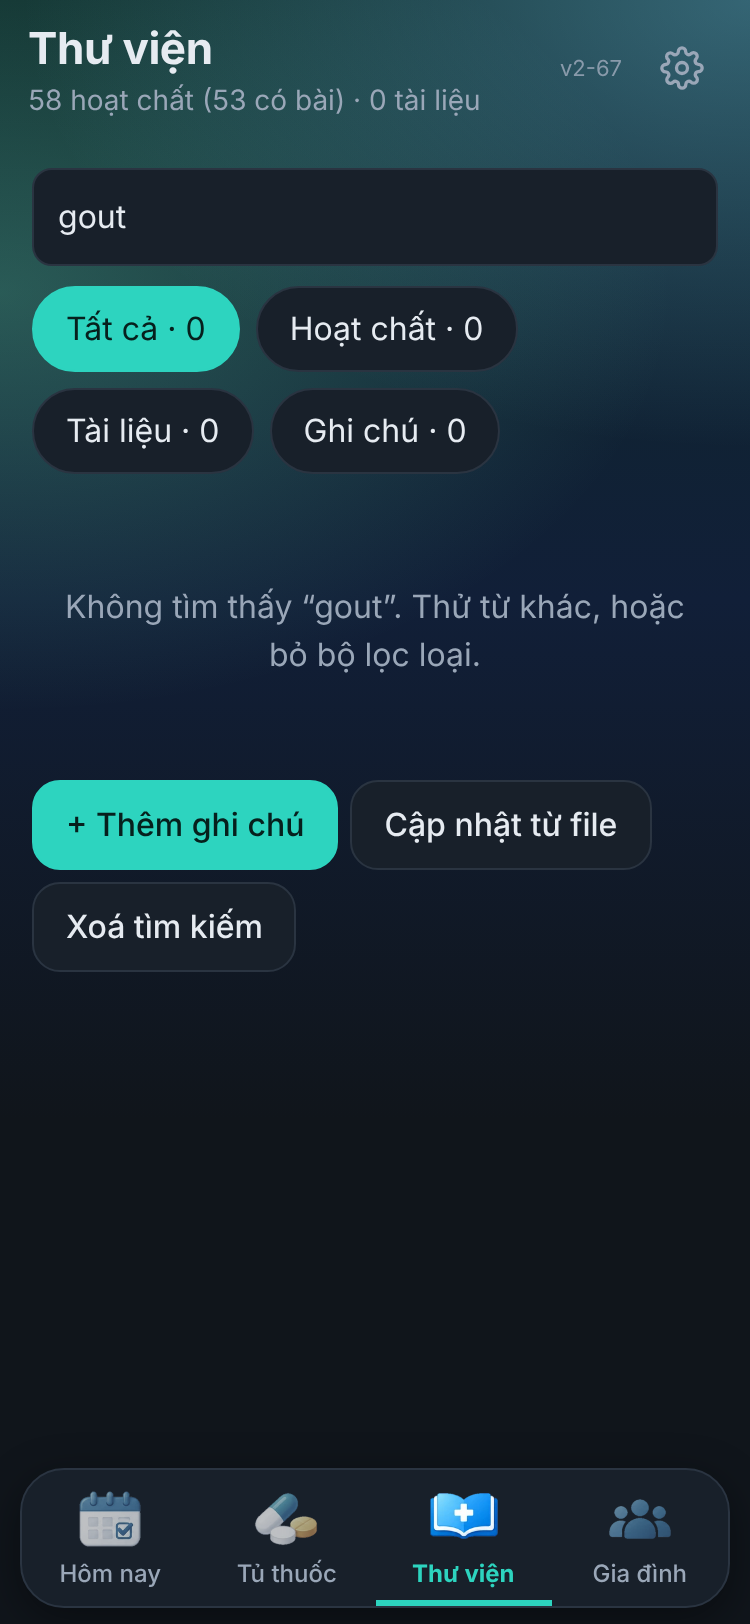 Thư viện
58 hoạt chất (53 có bài) · 0 tài liệu
v2-67
gout
Tất cả · 0
Hoạt chất · 0
Tài liệu · 0
Ghi chú · 0
Không tìm thấy “gout”. Thử từ khác, hoặc
bỏ bộ lọc loại.
+ Thêm ghi chú
Cập nhật từ file
Xoá tìm kiếm
Hôm nay
Tủ thuốc
Thư viện
Gia đình